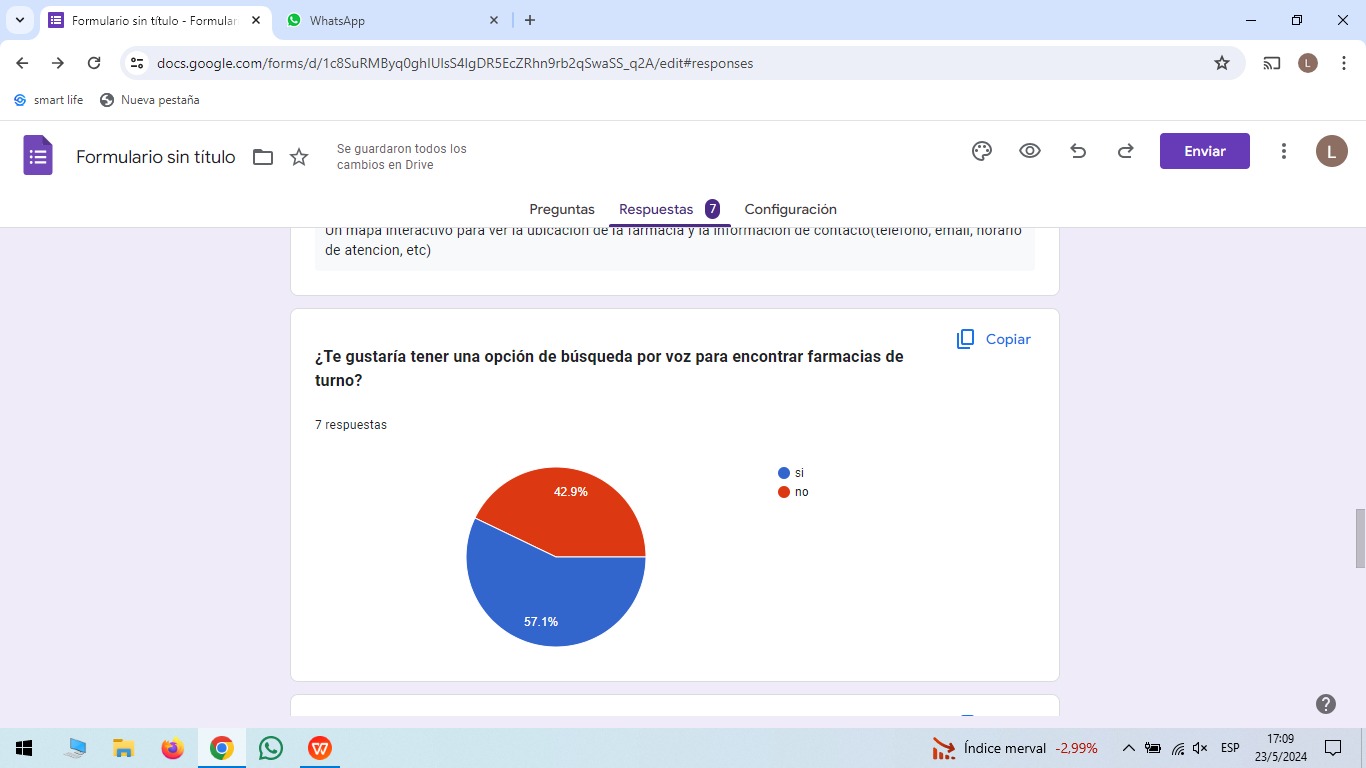 Formulario sin título - Formular
WhatsApp
docs.google.com/forms/d/1c8SuRMByq0ghlUlsS4lgDR5EcZRhn9rb2qSwaSS_q2A/edit#responses
L
smart life
Nueva pestaña
Formulario sin título
Se guardaron todos los
cambios en Drive
Enviar
L
Preguntas
Respuestas 7
Configuración
Un mapa interactivo para ver la ubicacion de la farmacia y la informacion de contacto(telefono, email, horario
de atencion, etc)
Copiar
¿Te gustaría tener una opción de búsqueda por voz para encontrar farmacias de
turno?
7 respuestas
si
no
42.9%
57.1%
Índice merval -2,99%
ESP
17:09
23/5/2024